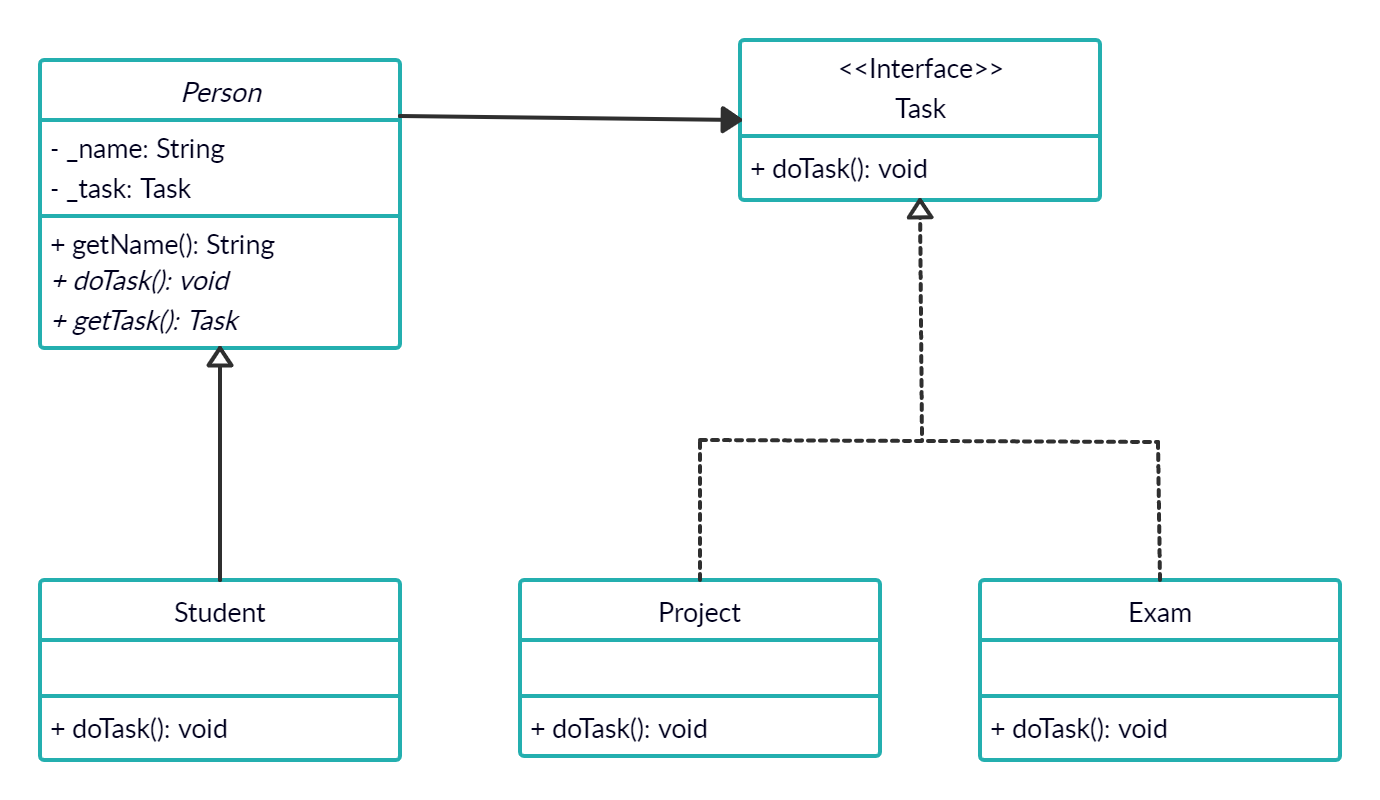 Person
- _name: String
- _task: Task
+ getName(): String
+ doTask(): void
+ getTask(): Task
<<Interface>>
Task
+ doTask(): void
Student
+ doTask(): void
Project
+ doTask(): void
Exam
+ doTask(): void